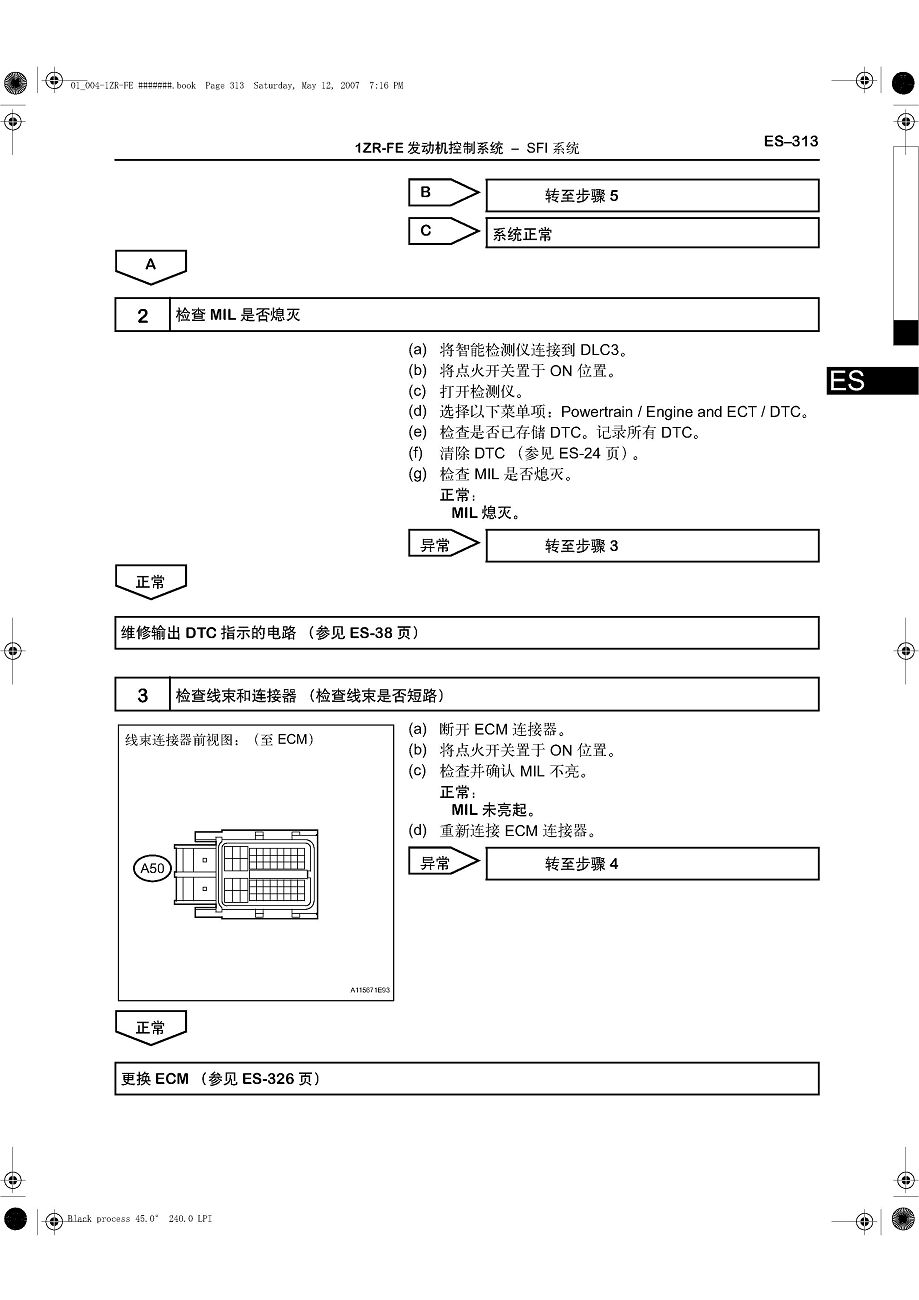 01_004-1ZR-FE #######.book  Page 313  Saturday, May 12, 2007  7:16 PM
1ZR-FE 发动机控制系统 – SFI 系统
ES–313
B
转至步骤 5
C
系统正常
A
2
检查 MIL 是否熄灭
(a) 将智能检测仪连接到 DLC3。
(b) 将点火开关置于 ON 位置。
(c) 打开检测仪。
(d) 选择以下菜单项：Powertrain / Engine and ECT / DTC。
(e) 检查是否已存储 DTC。记录所有 DTC。
(f) 清除 DTC（参见 ES-24 页）。
(g) 检查 MIL 是否熄灭。
正常：
MIL 熄灭。
ES
异常
转至步骤 3
正常
维修输出 DTC 指示的电路（参见 ES-38 页）
3
检查线束和连接器（检查线束是否短路）
线束连接器前视图：（至 ECM）
A50
A115671E93
(a) 断开 ECM 连接器。
(b) 将点火开关置于 ON 位置。
(c) 检查并确认 MIL 不亮。
正常：
MIL 未亮起。
(d) 重新连接 ECM 连接器。
异常
转至步骤 4
正常
更换 ECM（参见 ES-326 页）
Black process 45.0° 240.0 LPI